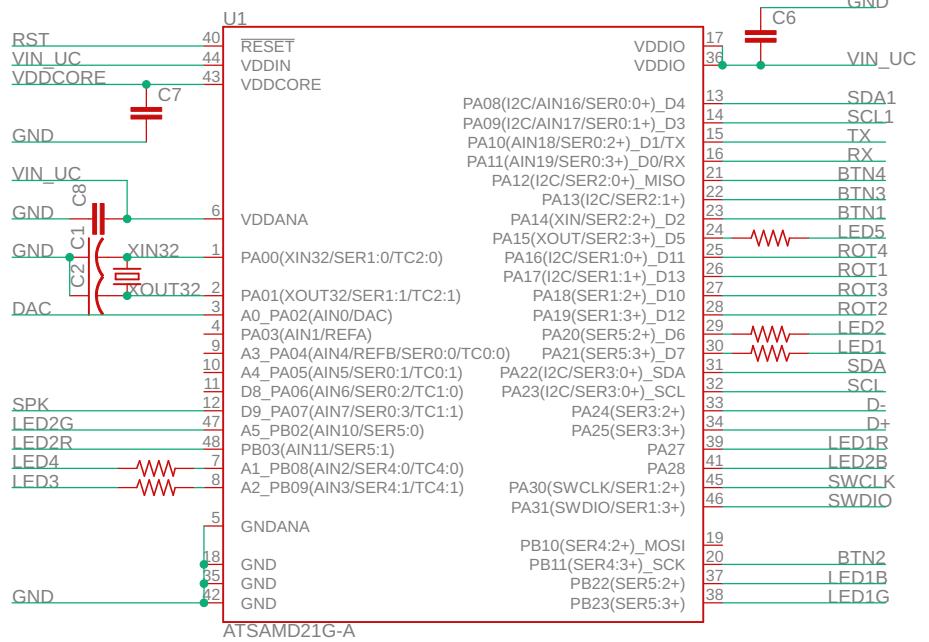 GND
C6
U1
RST 40 RESET VDDIO 17
VIN_UC 44 VDDIN VDDIO 36 VIN_UC
VDDCORE 43 VDDCORE
C7
PA08(I2C/AIN16/SER0:0+)_D4 13 SDA1
PA09(I2C/AIN17/SER0:1+)_D3 14 SCL1
GND PA10(AIN18/SER0:2+)_D1/TX 15 TX
PA11(AIN19/SER0:3+)_D0/RX 16 RX
VIN_UC PA12(I2C/SER2:0+)_MISO 21 BTN4
C8 PA13(I2C/SER2:1+) 22 BTN3
GND 6 VDDANA PA14(XIN/SER2:2+)_D2 23 BTN1
C1 PA15(XOUT/SER2:3+)_D5 24 LED5
GND XIN32 1 PA00(XIN32/SER1:0/TC2:0) PA16(I2C/SER1:0+)_D11 25 ROT4
C2 PA17(I2C/SER1:1+)_D13 26 ROT1
XOUT32 2 PA01(XOUT32/SER1:1/TC2:1) PA18(SER1:2+)_D10 27 ROT3
DAC 3 A0_PA02(AIN0/DAC) PA19(SER1:3+)_D12 28 ROT2
4 PA03(AIN1/REFA) PA20(SER5:2+)_D6 29 LED2
9 A3_PA04(AIN4/REFB/SER0:0/TC0:0) PA21(SER5:3+)_D7 30 LED1
10 A4_PA05(AIN5/SER0:1/TC0:1) PA22(I2C/SER3:0+)_SDA 31 SDA
11 D8_PA06(AIN6/SER0:2/TC1:0) PA23(I2C/SER3:0+)_SCL 32 SCL
SPK 12 D9_PA07(AIN7/SER0:3/TC1:1) PA24(SER3:2+) 33 D-
LED2G 47 A5_PB02(AIN10/SER5:0) PA25(SER3:3+) 34 D+
LED2R 48 PB03(AIN11/SER5:1) PA27 39 LED1R
LED4 7 A1_PB08(AIN2/SER4:0/TC4:0) PA28 41 LED2B
LED3 8 A2_PB09(AIN3/SER4:1/TC4:1) PA30(SWCLK/SER1:2+) 45 SWCLK
PA31(SWDIO/SER1:3+) 46 SWDIO
5 GNDANA
PB10(SER4:2+)_MOSI 19
18 GND PB11(SER4:3+)_SCK 20 BTN2
35 GND PB22(SER5:2+) 37 LED1B
GND 42 GND PB23(SER5:3+) 38 LED1G
ATSAMD21G-A